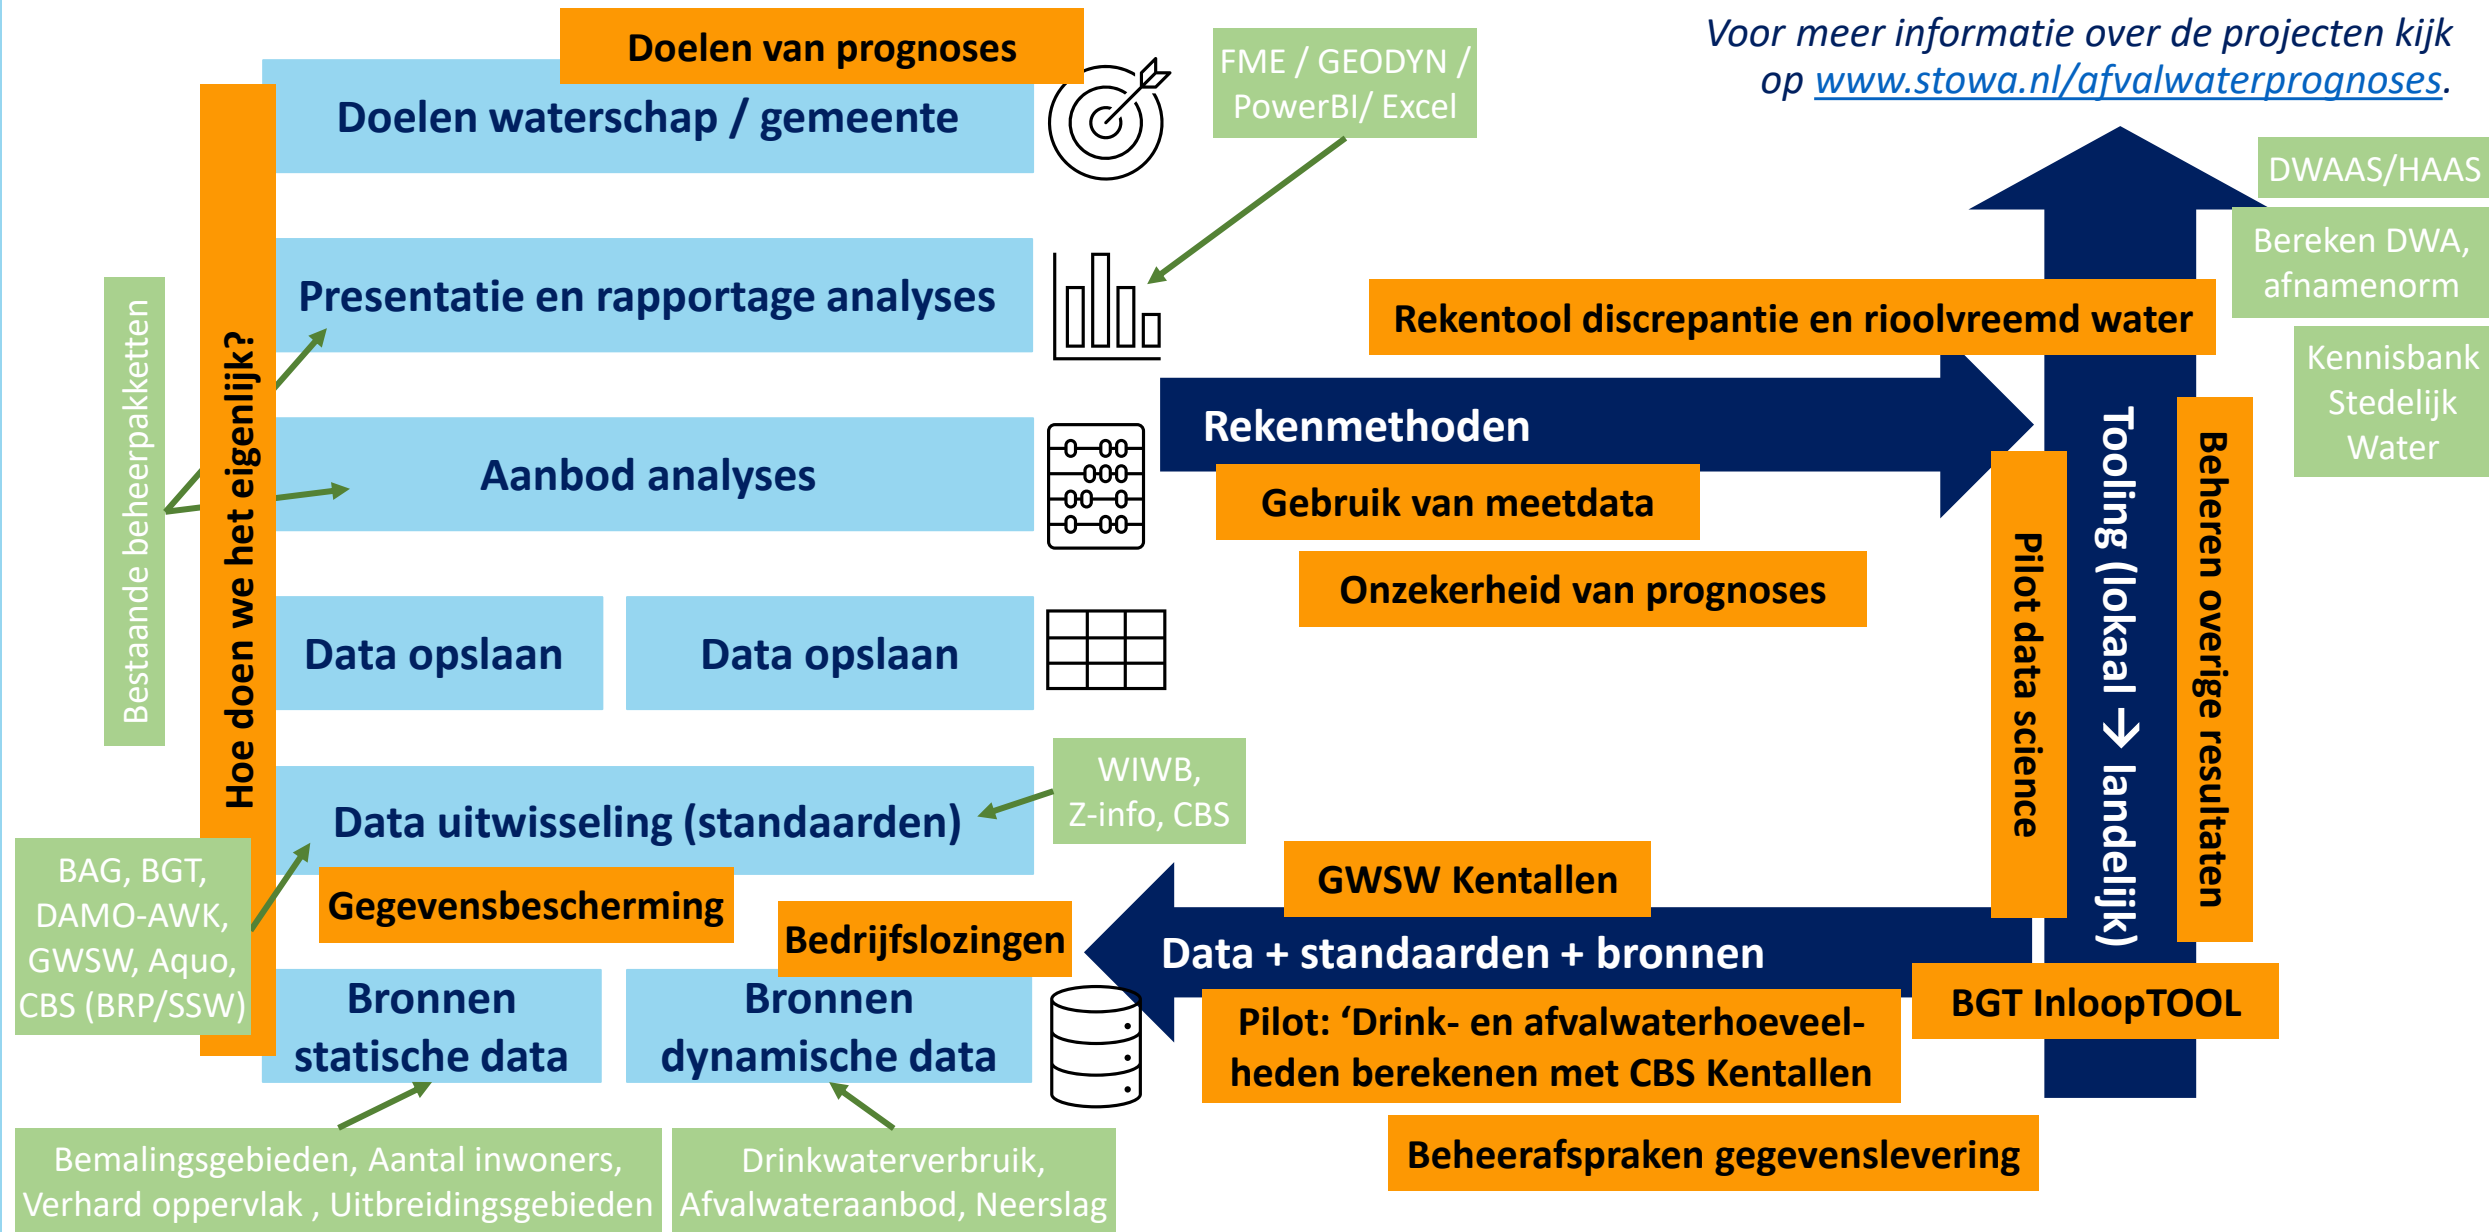 Doelen van prognoses
Doelen waterschap / gemeente
FME / GEODYN /
PowerBI/ Excel
Voor meer informatie over de projecten kijk
op www.stowa.nl/afvalwaterprognoses.
DWAAS/HAAS
Bereken DWA,
afnamenorm
Kennisbank
Stedelijk
Water
Hoe doen we het eigenlijk?
Bestaande beheerpakketten
Presentatie en rapportage analyses
Rekentool discrepantie en rioolvreemd water
Aanbod analyses
Rekenmethoden
Gebruik van meetdata
Onzekerheid van prognoses
Pilot data science
Tooling (lokaal → landelijk)
Beheren overige resultaten
Data opslaan
Data opslaan
Data uitwisseling (standaarden)
WIWB,
Z-info, CBS
BAG, BGT,
DAMO-AWK,
GWSW, Aquo,
CBS (BRP/SSW)
Gegevensbescherming
Bedrijfslozingen
GWSW Kentallen
Data + standaarden + bronnen
BGT InloopTOOL
Pilot: ‘Drink- en afvalwaterhoeveel-
heden berekenen met CBS Kentallen
Beheerafspraken gegevenslevering
Bronnen
statische data
Bronnen
dynamische data
Bemalingsgebieden, Aantal inwoners,
Verhard oppervlak , Uitbreidingsgebieden
Drinkwaterverbruik,
Afvalwateraanbod, Neerslag